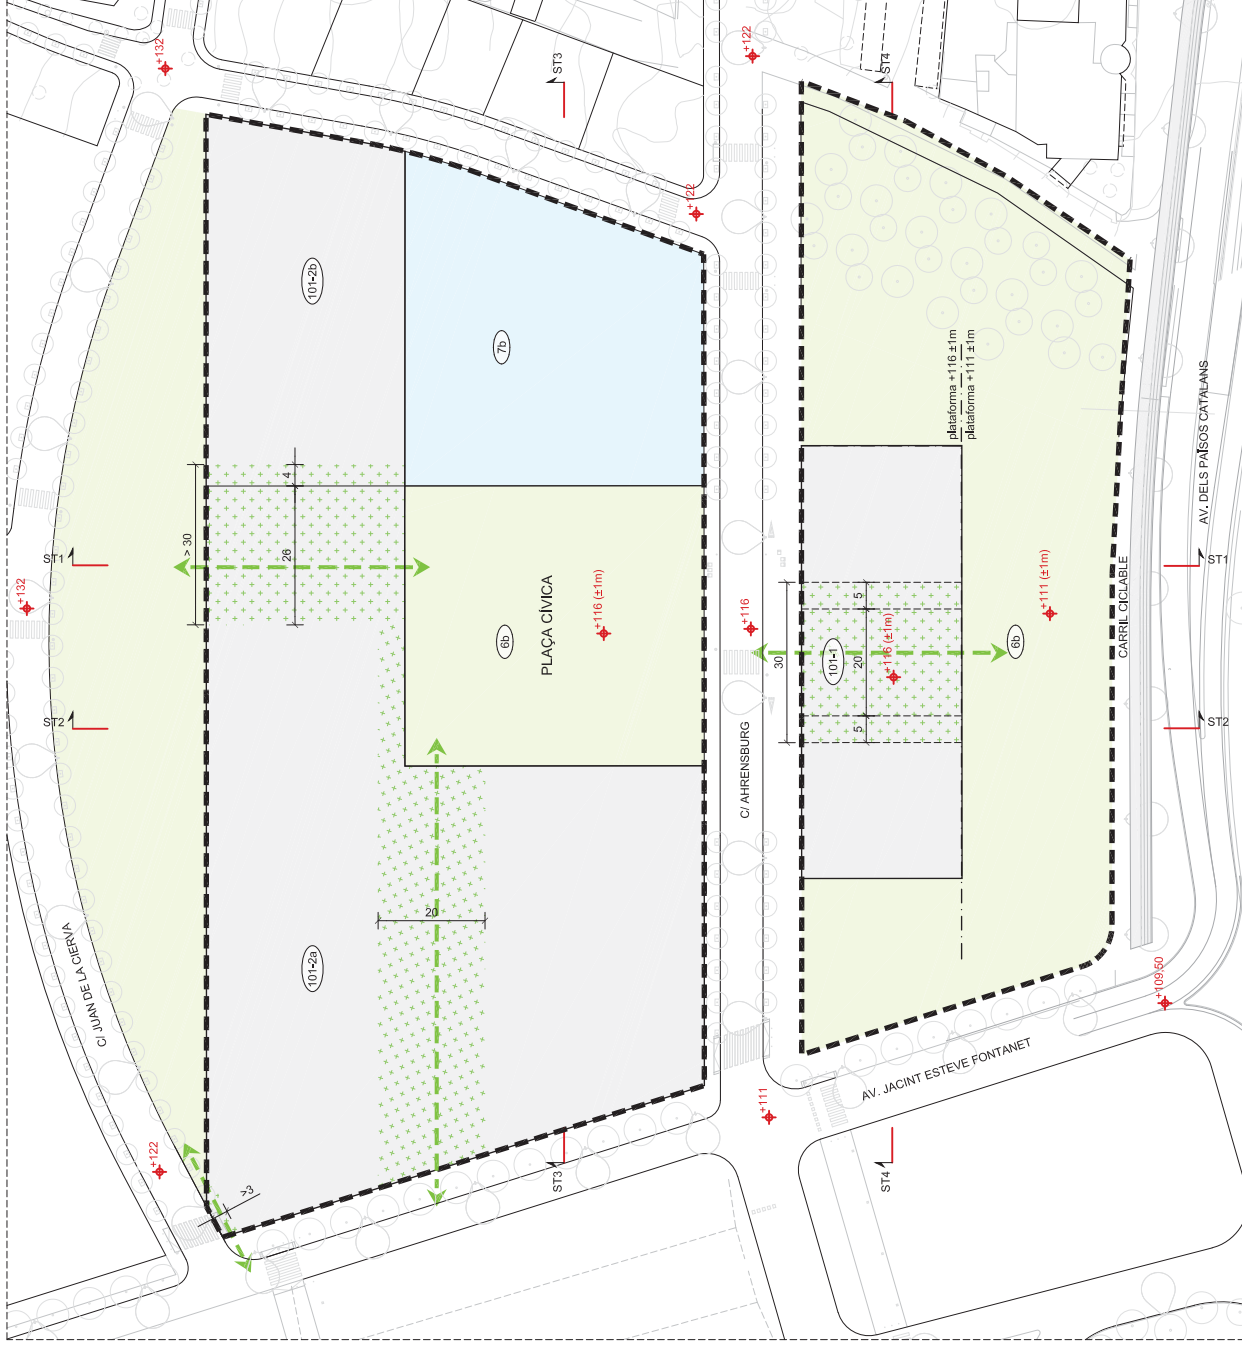 +132
+122
ST3
ST4
+122
101-2b
7b
plataforma +116 ±1m
plataforma +111 ±1m
AV. DELS PAÏSOS CATALANS
4
> 30
26
ST1
+132
PLAÇA CÍVICA
6b
+116 (±1m)
+116
5
30
20
5
101-1
+116 (±1m)
6b
+111 (±1m)
CARRIL CICLABLE
ST1
ST2
ST2
C/ AHRENSBURG
20
101-2a
C/ JUAN DE LA CIERVA
+109.50
AV. JACINT ESTEVE FONTANET
+111
+122
>3
ST3
ST4